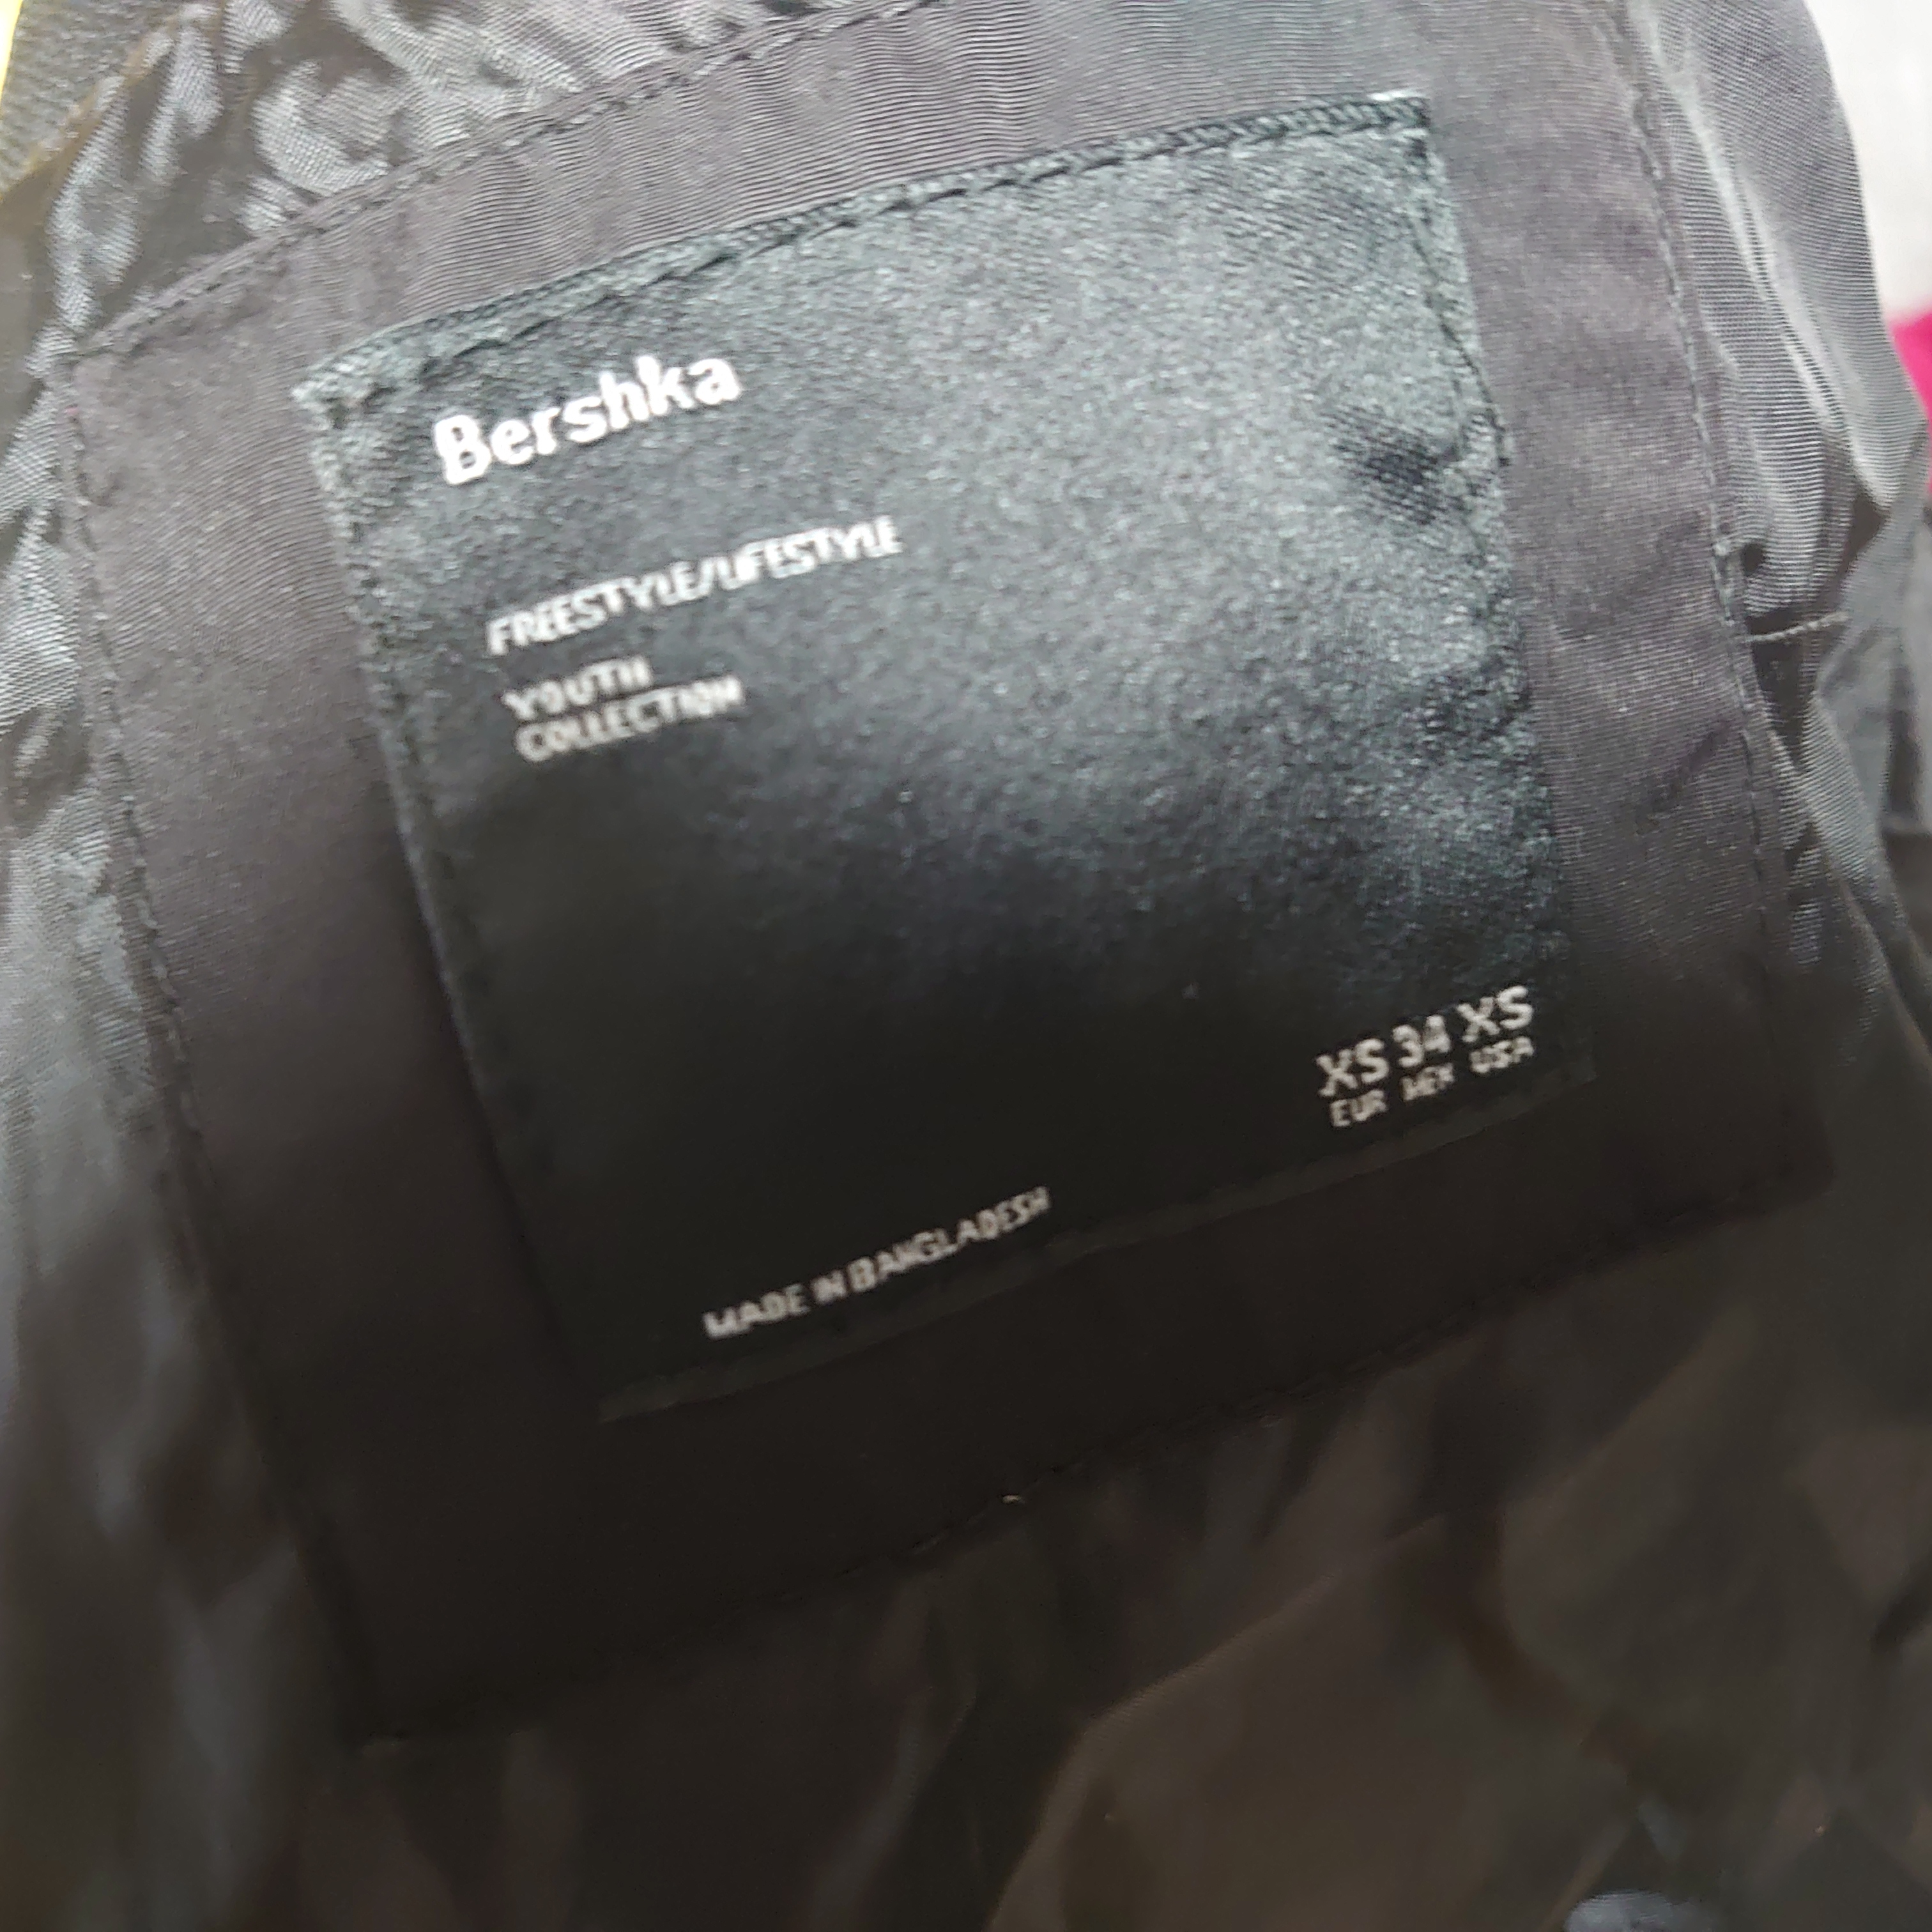 Bershka
FREESTYLE/LIFESTYLE
YOUTH
COLLECTION
XS 34 XS
EUR MEX USA
MADE IN BANGLADESH